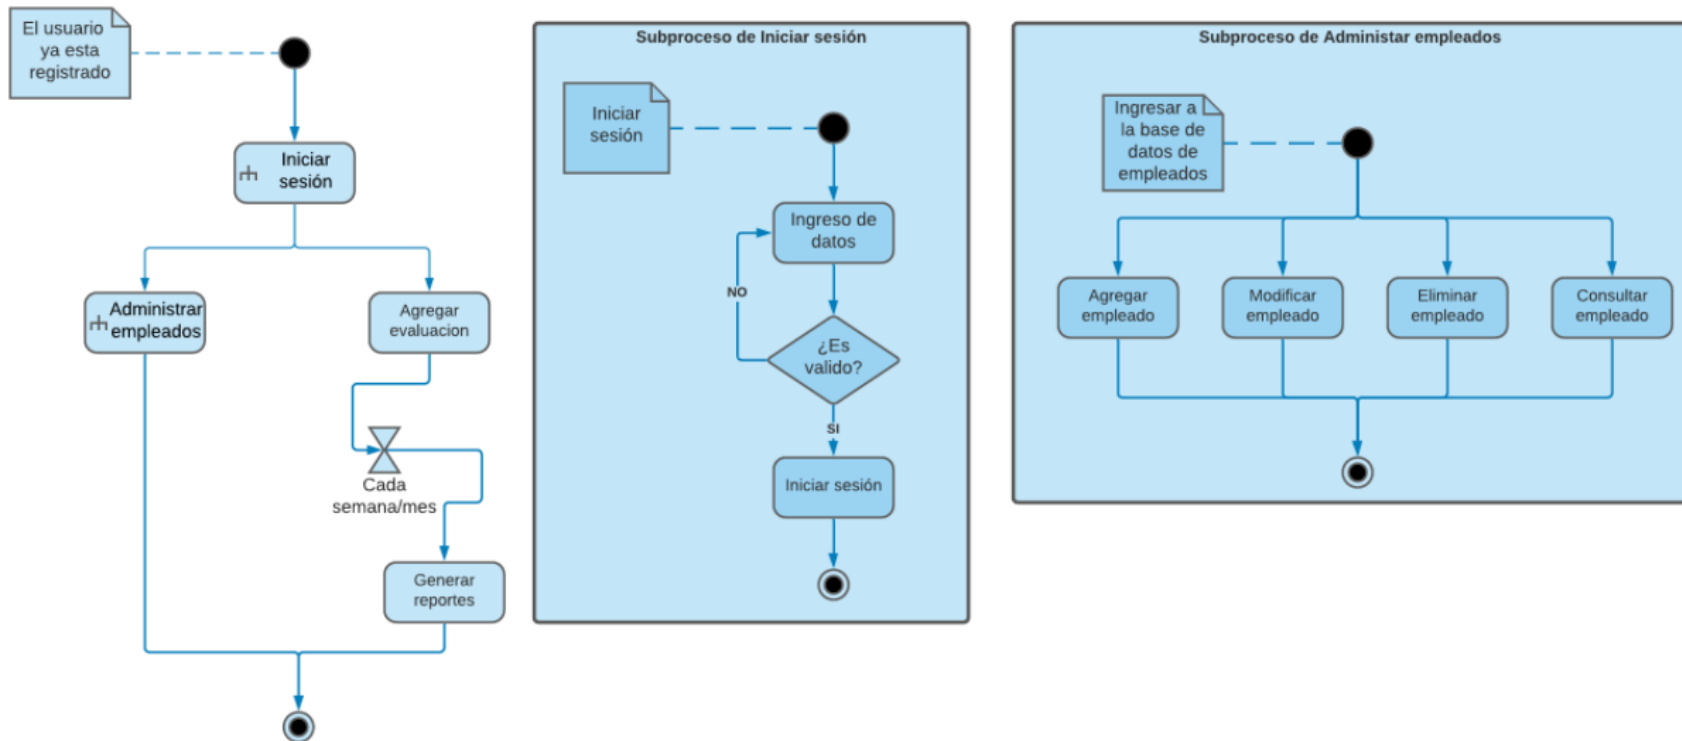 El usuario
ya esta
registrado
Iniciar
sesión
Administrar
empleados
Agregar
evaluacion
Cada
semana/mes
Generar
reportes
Subproceso de Iniciar sesión
Iniciar
sesión
Ingreso de
datos
NO
¿Es
valido?
SI
Iniciar sesión
Subproceso de Administar empleados
Ingresar a
la base de
datos de
empleados
Agregar
empleado
Modificar
empleado
Eliminar
empleado
Consultar
empleado